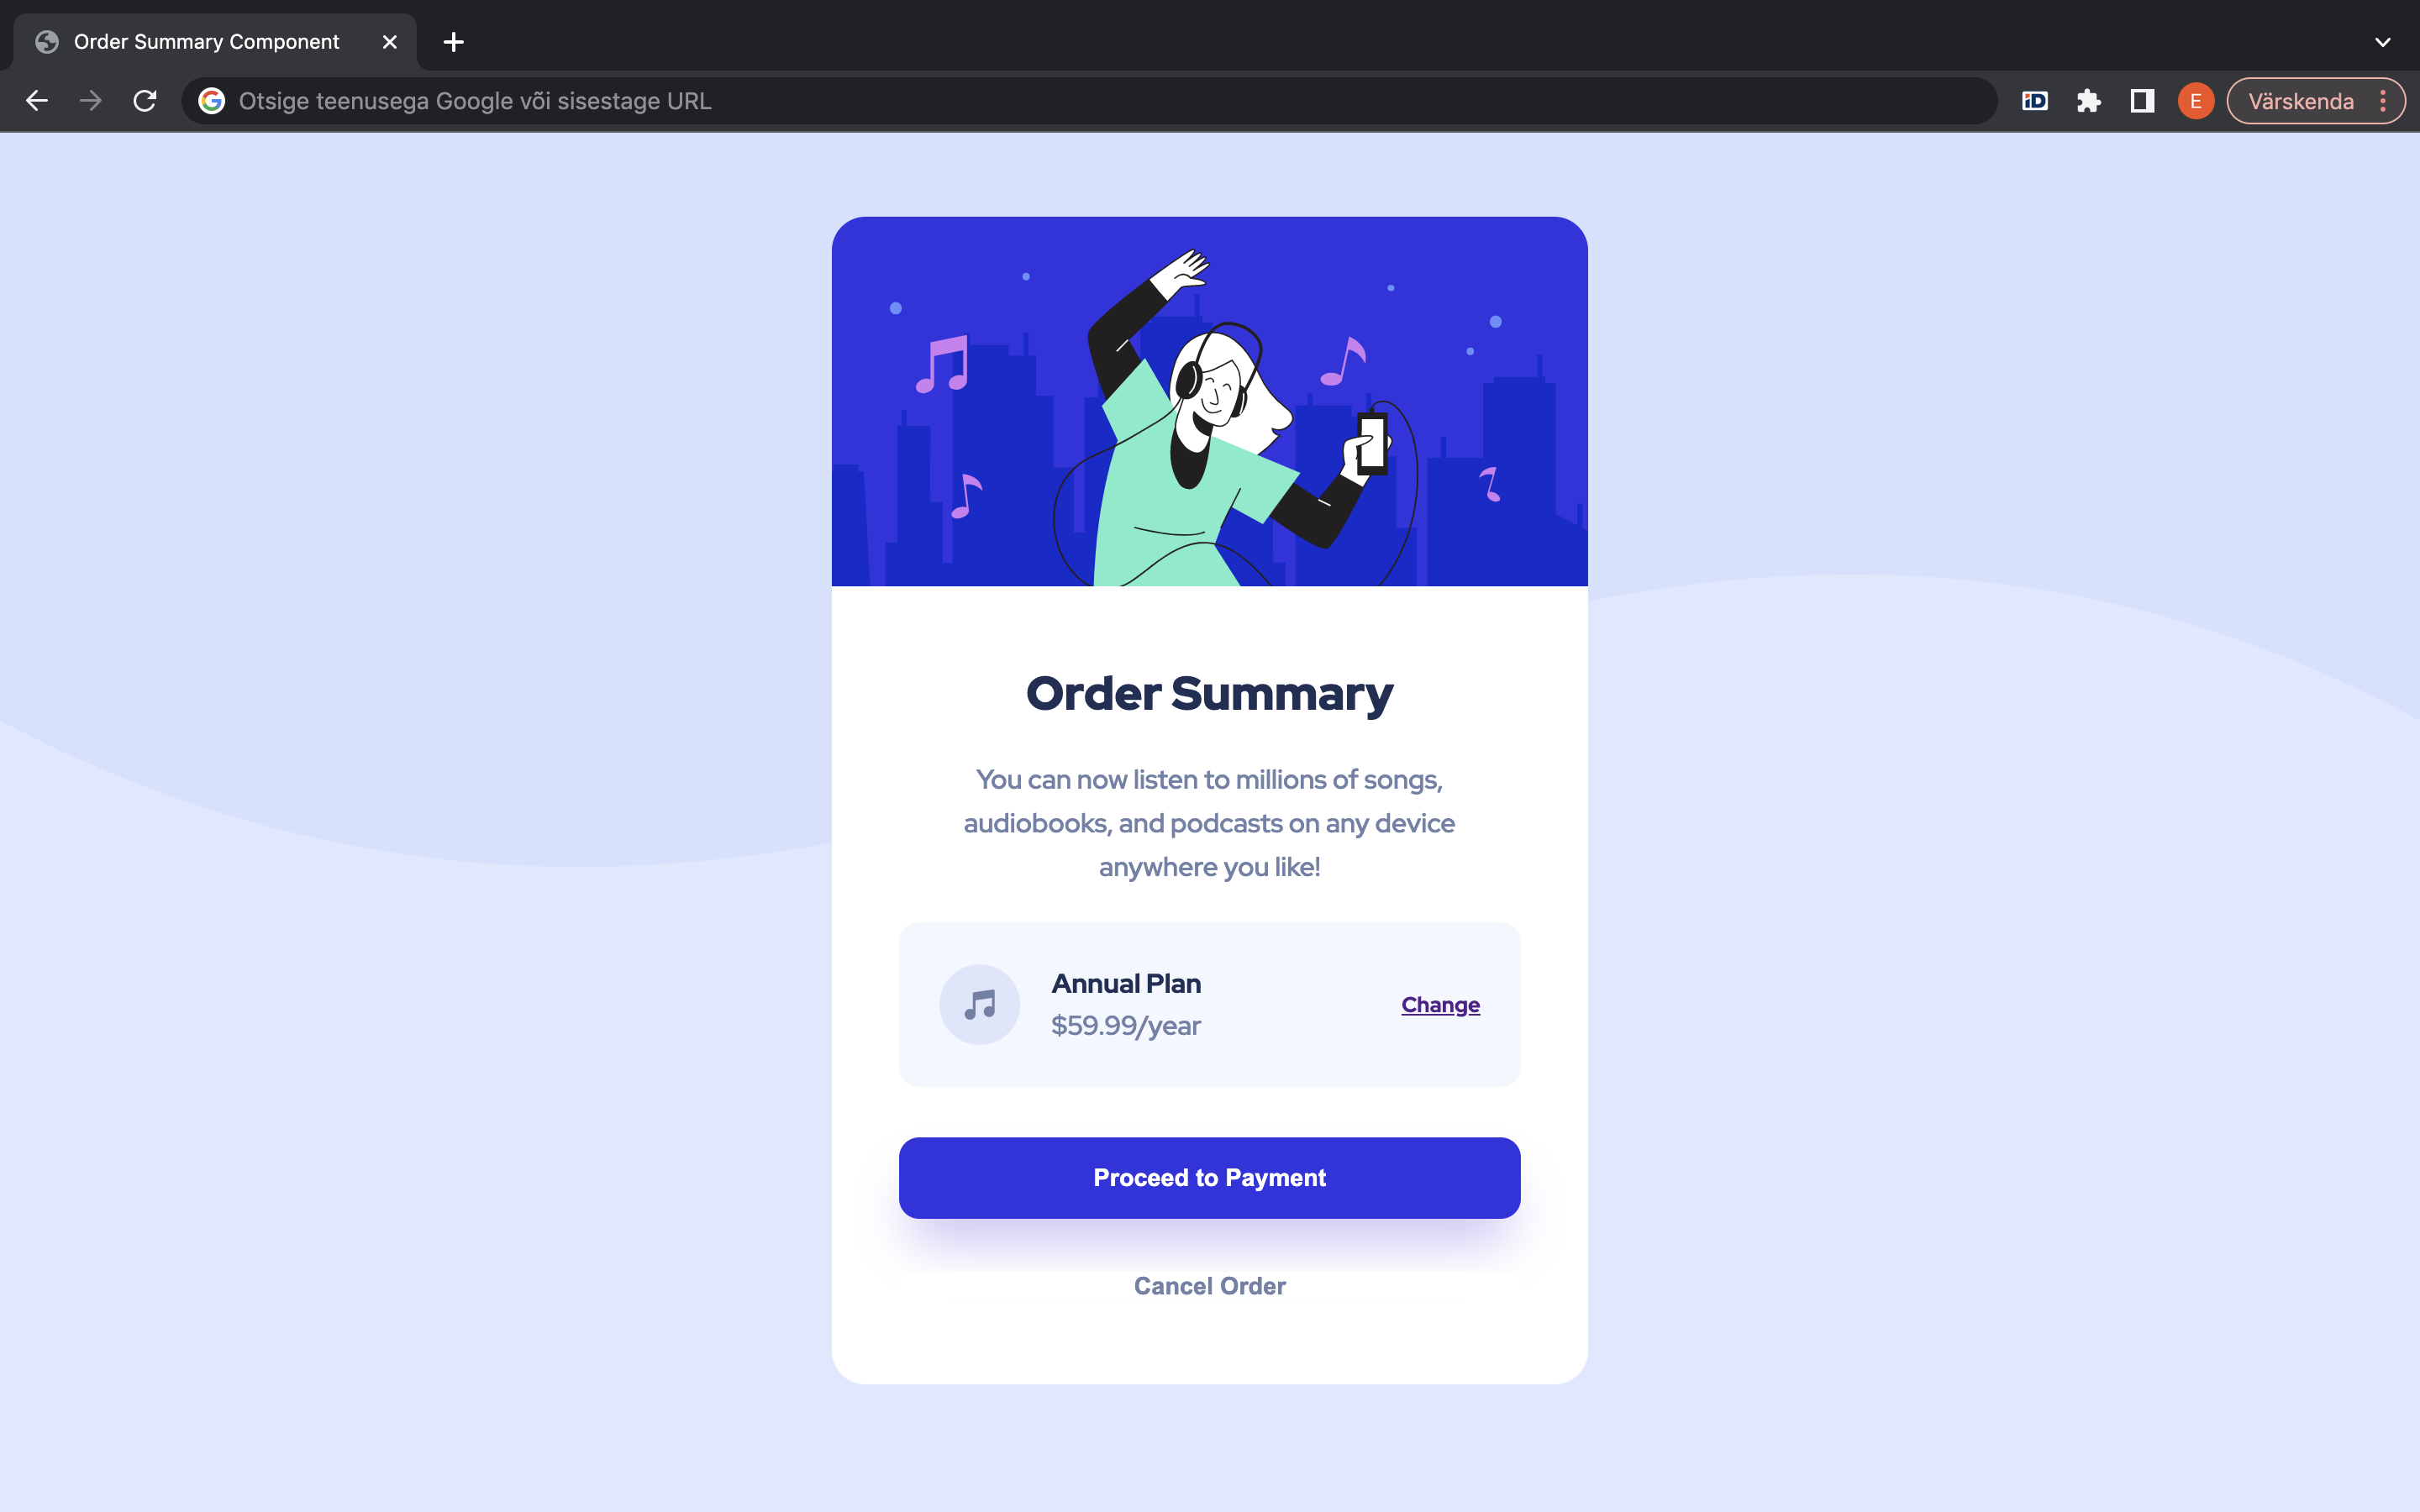 Order Summary Component
Otsige teenusega Google või sisestage URL
iD
E
Värskenda
Order Summary
You can now listen to millions of songs,
audiobooks, and podcasts on any device
anywhere you like!
Annual Plan
$59.99/year
Change
Proceed to Payment
Cancel Order